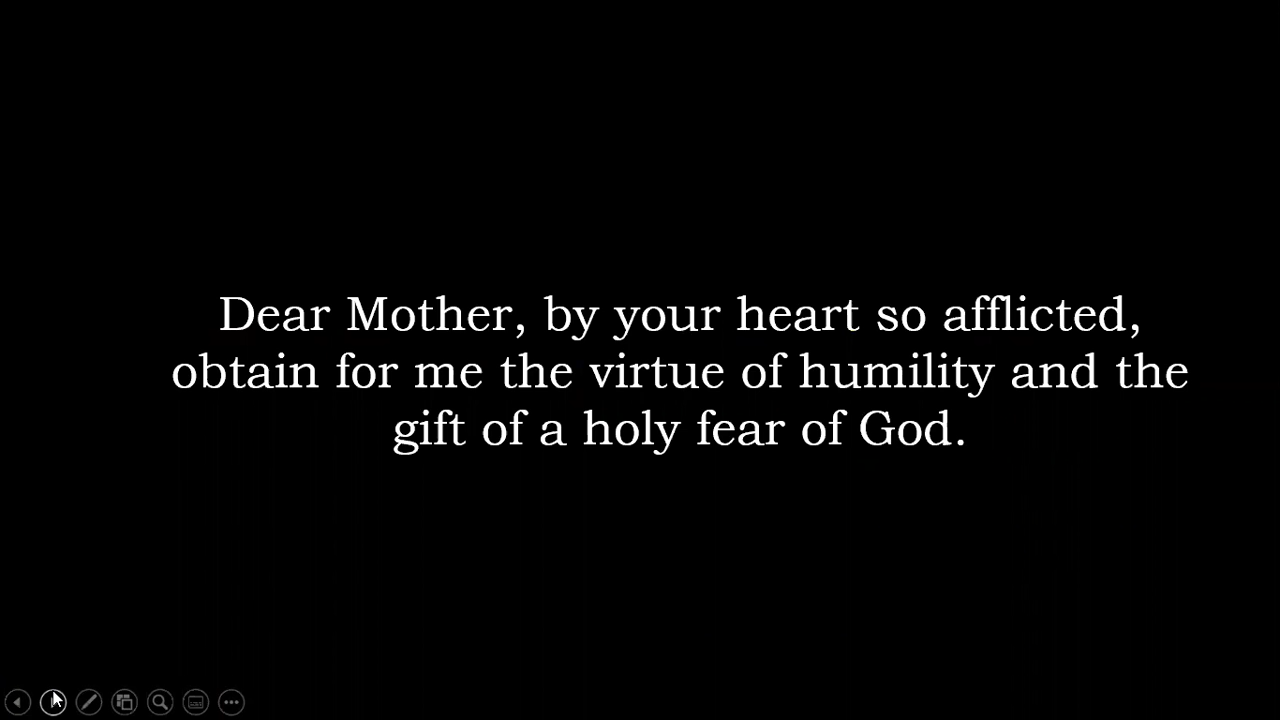 Dear Mother, by your heart so afflicted,
obtain for me the virtue of humility and the
gift of a holy fear of God.